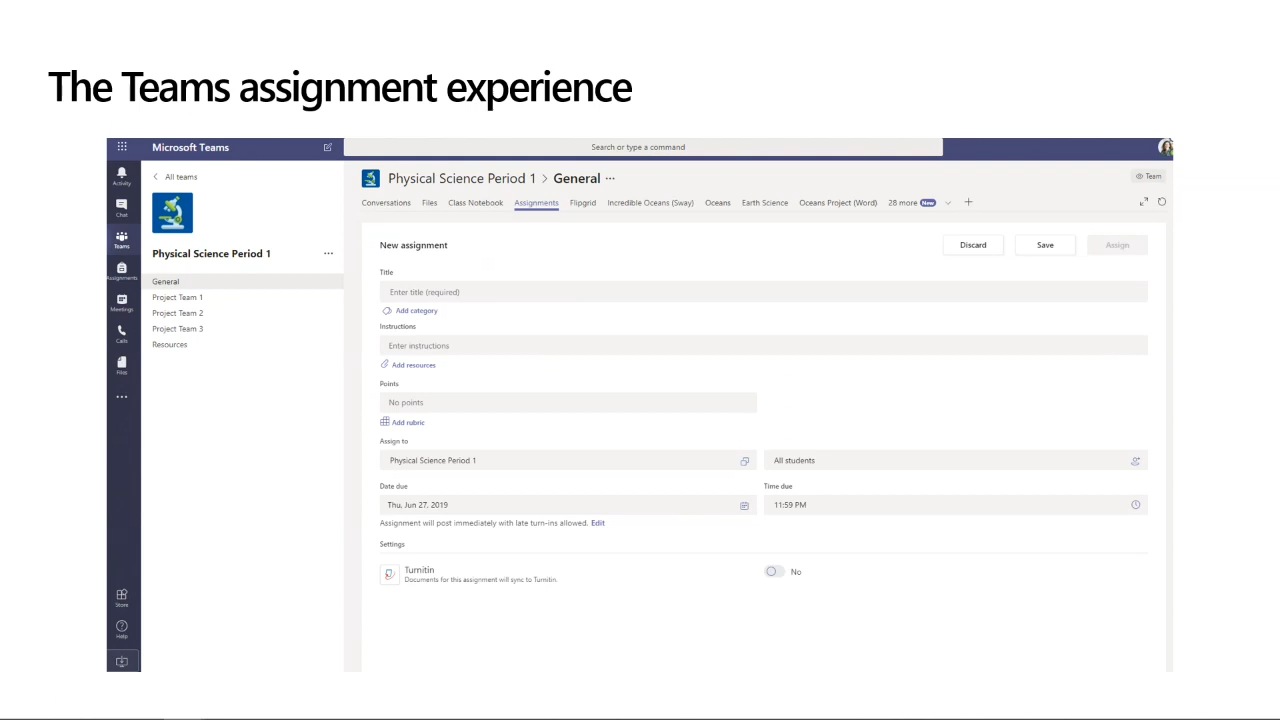 The Teams assignment experience
Microsoft Teams
Search or type a command
Activity
Chat
Teams
Assignments
Meetings
Calls
Files
Store
Help
All teams
Physical Science Period 1
General
Project Team 1
Project Team 2
Project Team 3
Resources
Physical Science Period 1 > General ...
Team
Conversations Files Class Notebook Assignments Flipgrid Incredible Oceans (Sway) Oceans Earth Science Oceans Project (Word) 28 more New
New assignment
Discard Save Assign
Title
Enter title (required)
Add category
Instructions
Enter instructions
Add resources
Points
No points
Add rubric
Assign to
Physical Science Period 1 All students
Date due Time due
Thu, Jun 27, 2019 11:59 PM
Assignment will post immediately with late turn-ins allowed. Edit
Settings
Turnitin
Documents for this assignment will sync to Turnitin.
No